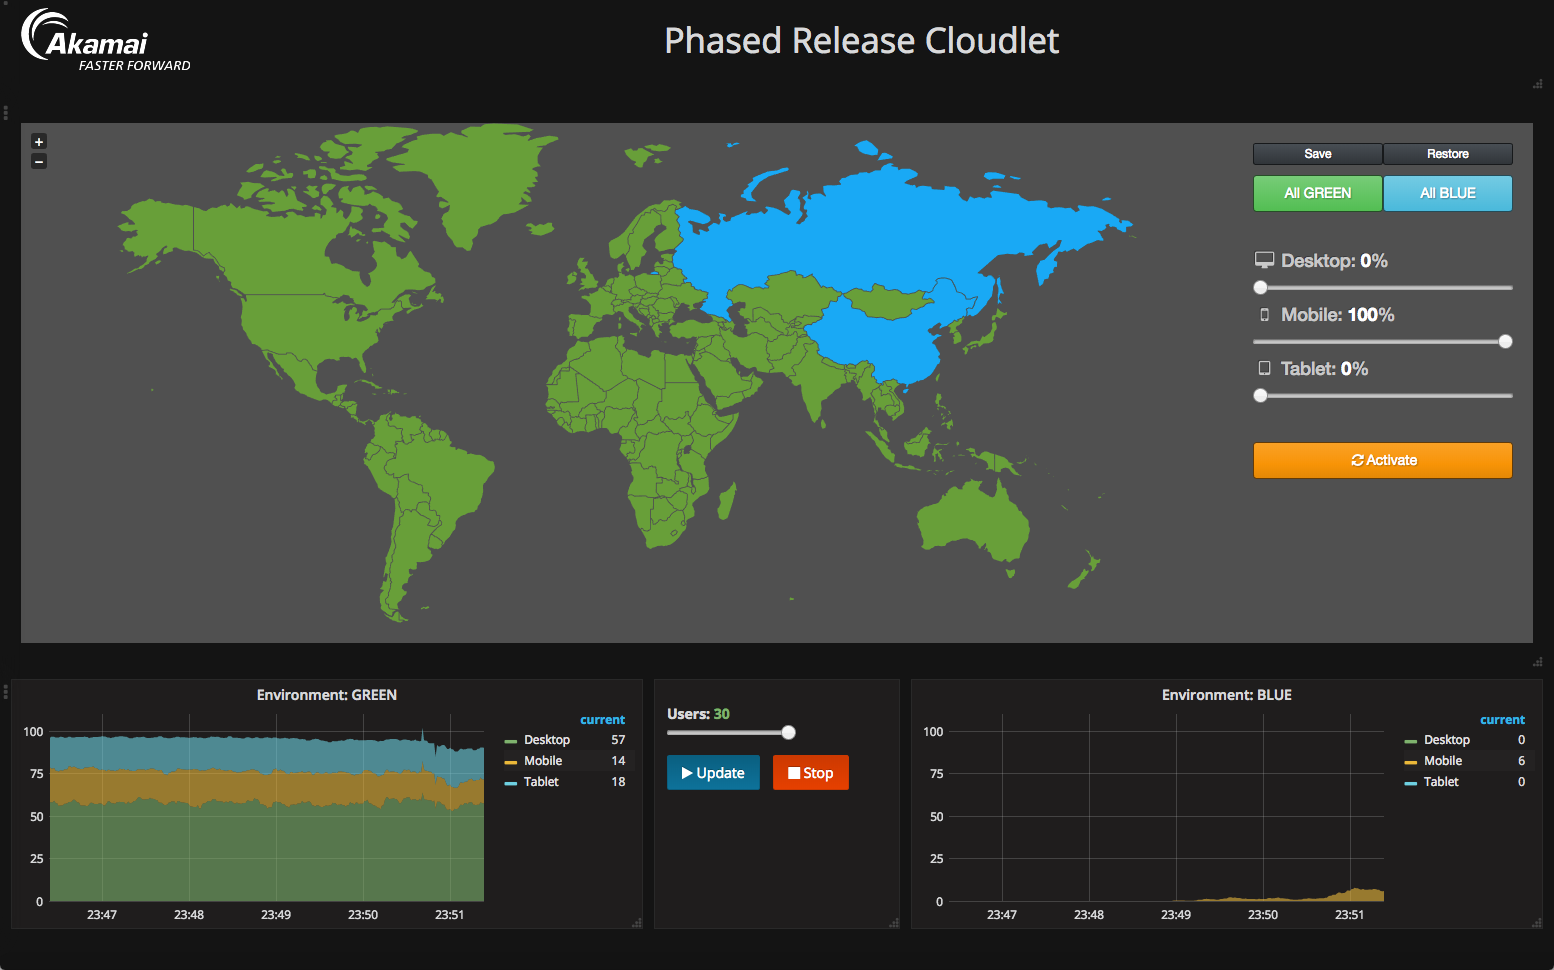 Akamai
FASTER FORWARD
Phased Release Cloudlet
+
−
Save
Restore
All GREEN
All BLUE
Desktop: 0%
Mobile: 100%
Tablet: 0%
Activate
Environment: GREEN
current
Desktop 57
Mobile 14
Tablet 18
100
75
50
25
0
23:47 23:48 23:49 23:50 23:51
Users: 30
Update
Stop
Environment: BLUE
current
Desktop 0
Mobile 6
Tablet 0
100
75
50
25
0
23:47 23:48 23:49 23:50 23:51